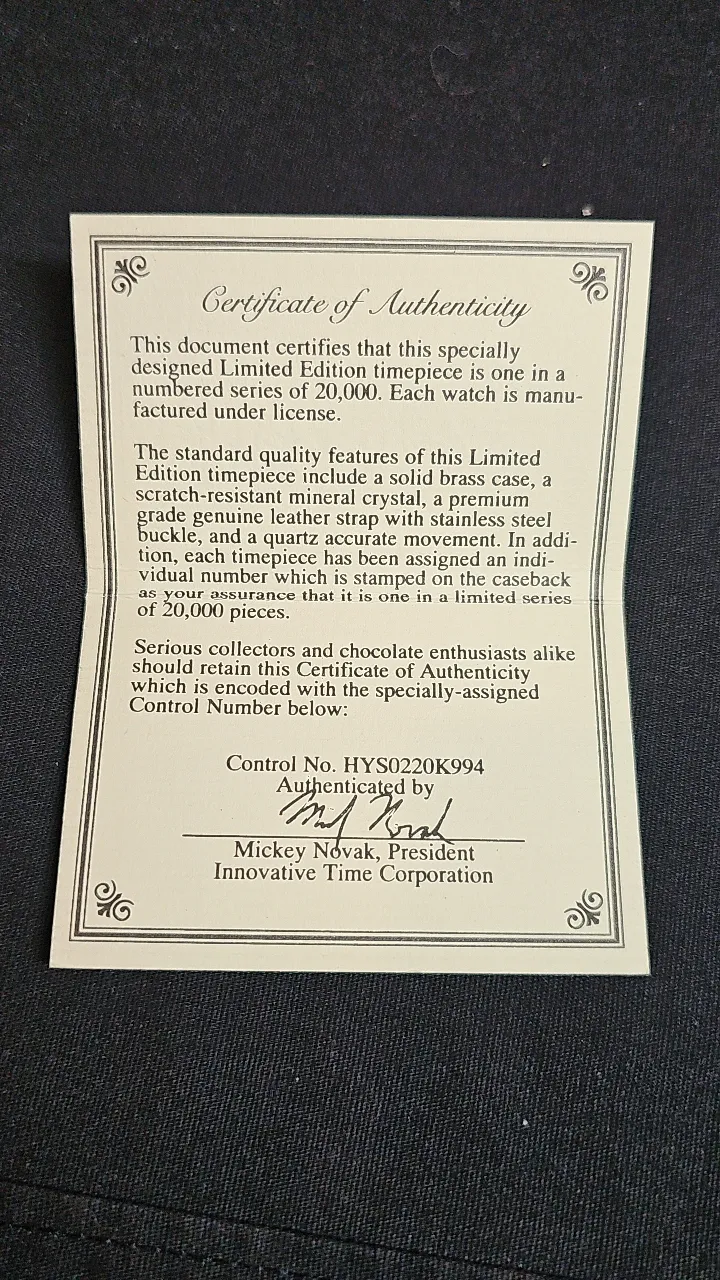 Certificate of Authenticity
This document certifies that this specially
designed Limited Edition timepiece is one in a
numbered series of 20,000. Each watch is manu-
factured under license.
The standard quality features of this Limited
Edition timepiece include a solid brass case, a
scratch-resistant mineral crystal, a premium
grade genuine leather strap with stainless steel
buckle, and a quartz accurate movement. In addi-
tion, each timepiece has been assigned an indi-
vidual number which is stamped on the caseback
as your assurance that it is one in a limited series
of 20,000 pieces.
Serious collectors and chocolate enthusiasts alike
should retain this Certificate of Authenticity
which is encoded with the specially-assigned
Control Number below:
Control No. HYS0220K994
Authenticated by
Mickey Novak, President
Innovative Time Corporation